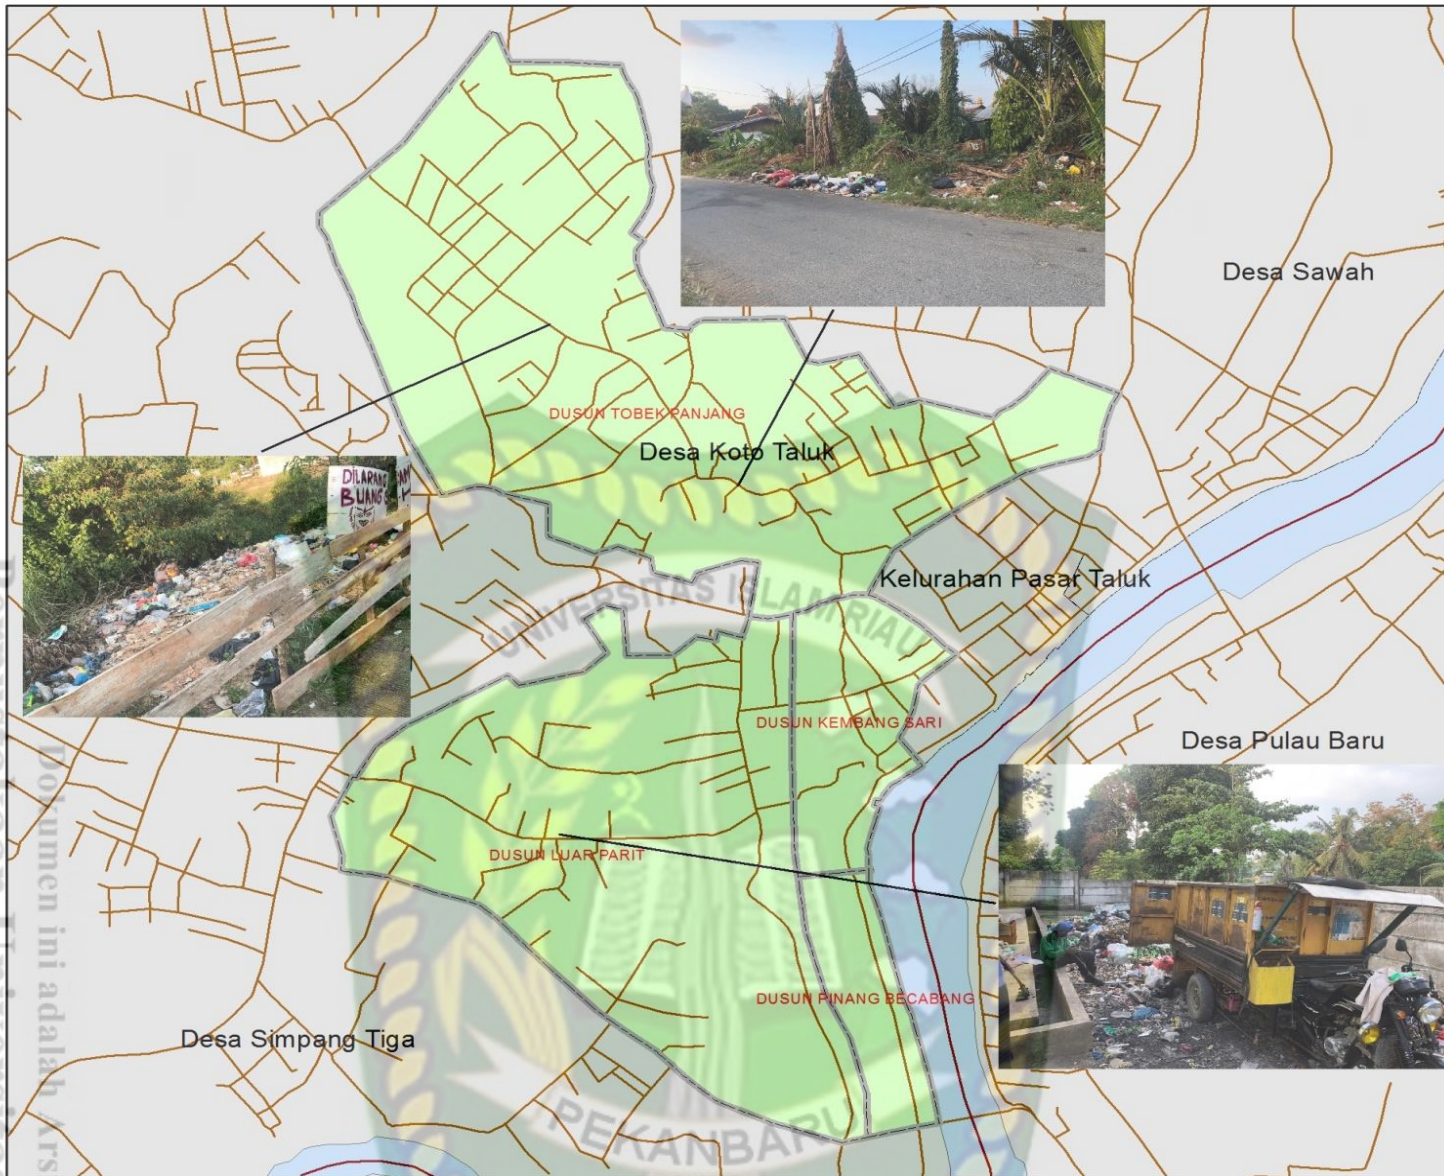 Desa Sawah
DUSUN TOBEK PANJANG
Desa Koto Taluk
DILARANG
BUANG
Kelurahan Pasar Taluk
UNIVERSITAS ISLAM RIAU
DUSUN KEMBANG SARI
Desa Pulau Baru
DUSUN LUAR PARIT
DUSUN PINANG BECABANG
Desa Simpang Tiga
PEKANBARU
Dokumen ini adalah Ars